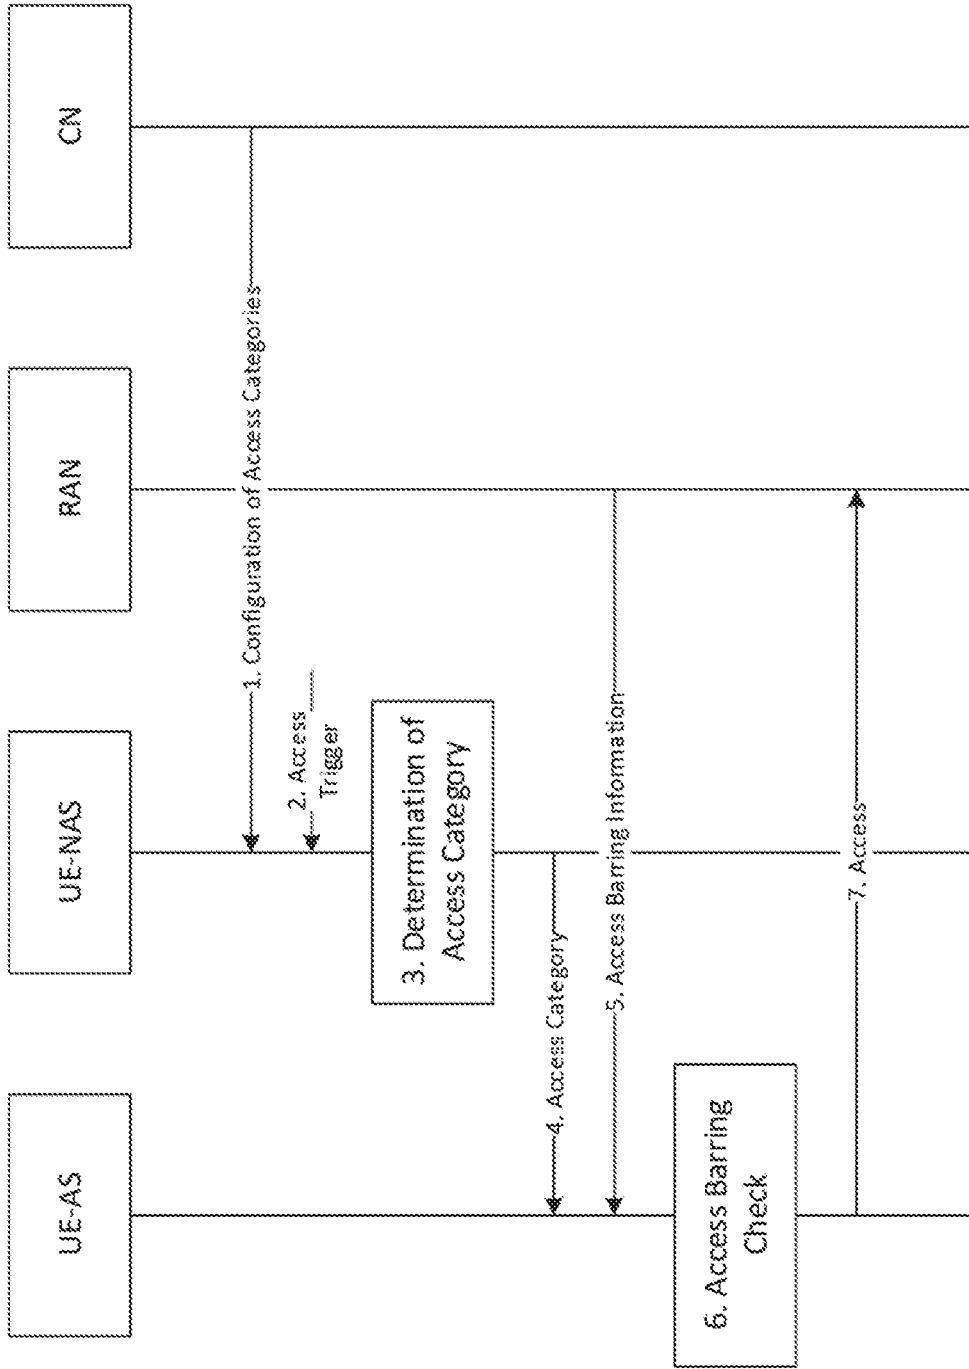 UE-AS
UE-NAS
RAN
CN
1. Configuration of Access Categories
2. Access
Trigger
3. Determination of
Access Category
4. Access Category
5. Access Barring Information
6. Access Barring
Check
7. Access